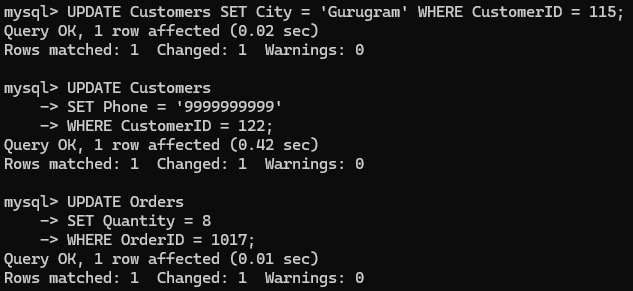 mysql> UPDATE Customers SET City = 'Gurugram' WHERE CustomerID = 115;
Query OK, 1 row affected (0.02 sec)
Rows matched: 1  Changed: 1  Warnings: 0

mysql> UPDATE Customers
    -> SET Phone = '9999999999'
    -> WHERE CustomerID = 122;
Query OK, 1 row affected (0.42 sec)
Rows matched: 1  Changed: 1  Warnings: 0

mysql> UPDATE Orders
    -> SET Quantity = 8
    -> WHERE OrderID = 1017;
Query OK, 1 row affected (0.01 sec)
Rows matched: 1  Changed: 1  Warnings: 0